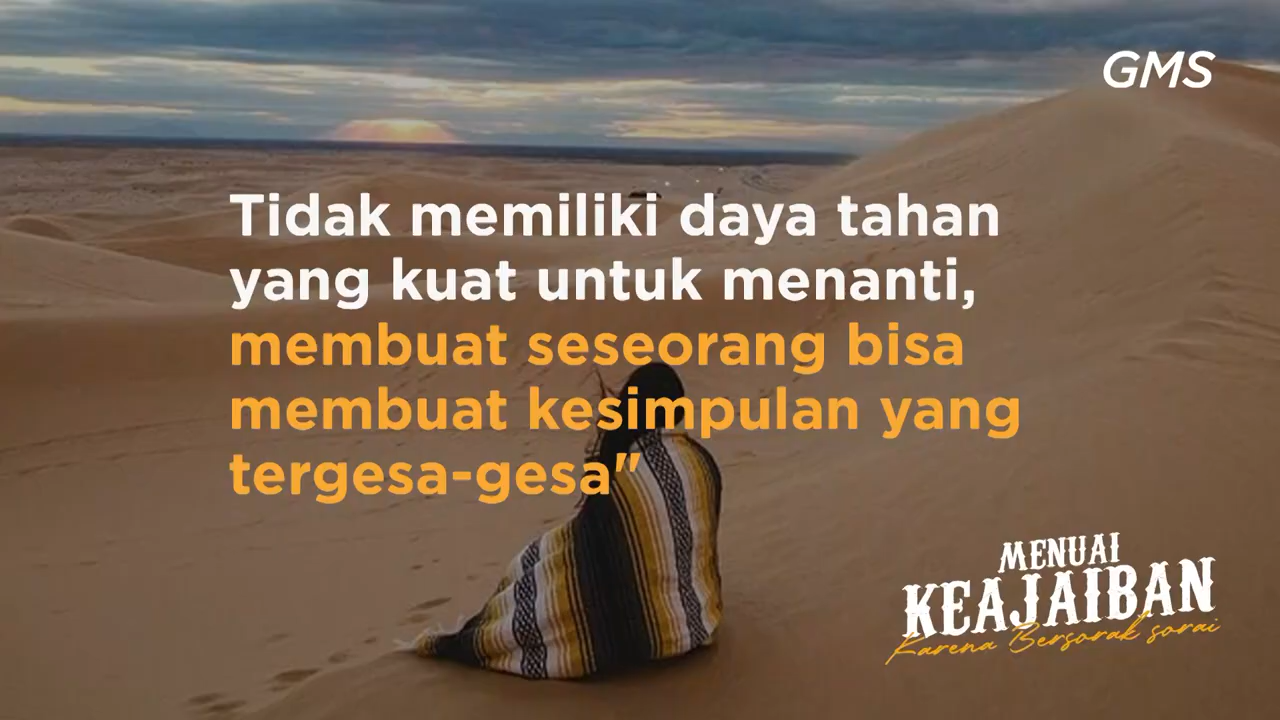 GMS
Tidak memiliki daya tahan
yang kuat untuk menanti,
membuat seseorang bisa
membuat kesimpulan yang
tergesa-gesa"
MENUAI
KEAJAIBAN
Karena Bersorak sorai